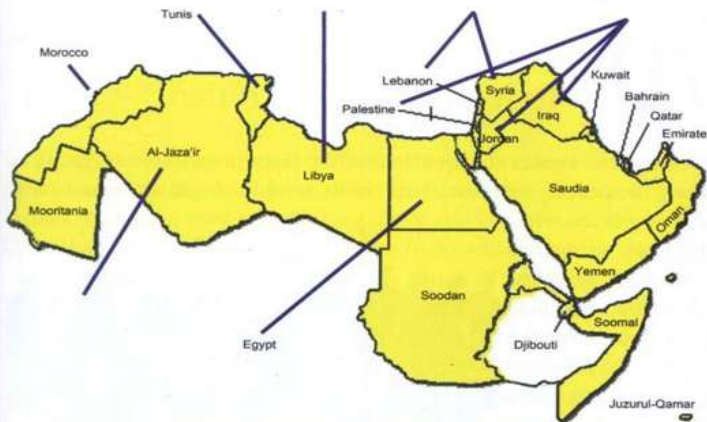 Tunis
Morocco
Lebanon
Syria
Kuwait
Palestine
Iraq
Bahrain
Qatar
Emirate
Jordan
Al-Jaza'ir
Libya
Saudia
Mooritania
Oman
Yemen
Soodan
Soomal
Egypt
Djibouti
Juzurul-Qamar